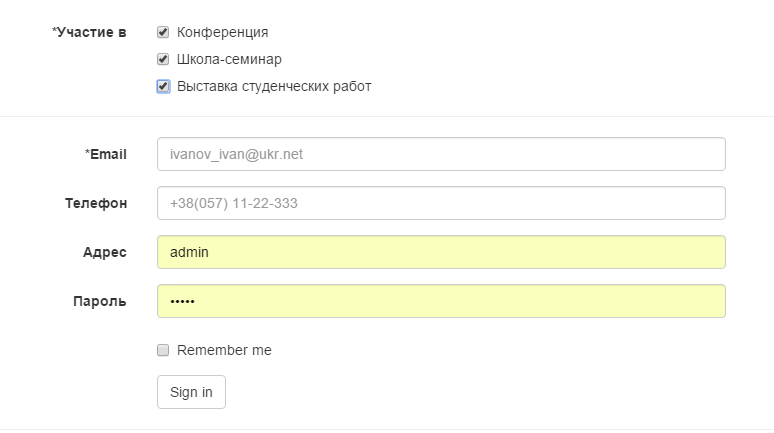 *Участие в Конференция
Школа-семинар
Выставка студенческих работ
*Email ivanov_ivan@ukr.net
Телефон +38(057) 11-22-333
Адрес admin
Пароль •••••
Remember me
Sign in